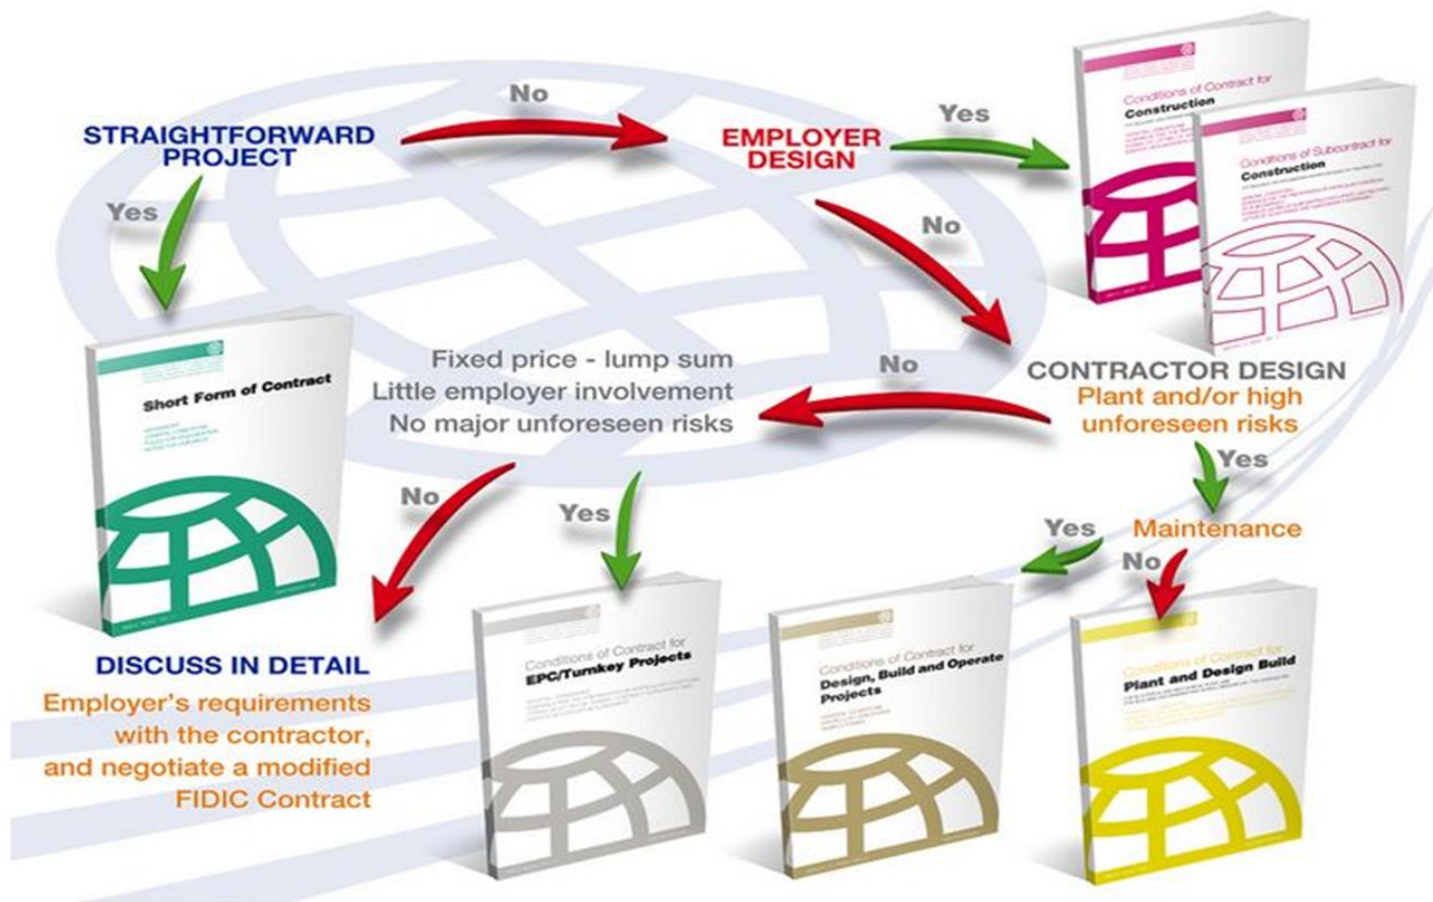 No
STRAIGHTFORWARD
PROJECT
Yes
EMPLOYER
DESIGN
Yes
No
Conditions of Contract for
Construction
Conditions of Subcontract for
Construction
Short Form of Contract
Fixed price - lump sum
Little employer involvement
No major unforeseen risks
No
CONTRACTOR DESIGN
Plant and/or high
unforeseen risks
Yes
No
Yes
Yes
Maintenance
No
DISCUSS IN DETAIL
Employer's requirements
with the contractor,
and negotiate a modified
FIDIC Contract
Conditions of Contract for
EPC/Turnkey Projects
Conditions of Contract for
Design, Build and Operate
Projects
Conditions of Contract for
Plant and Design Build